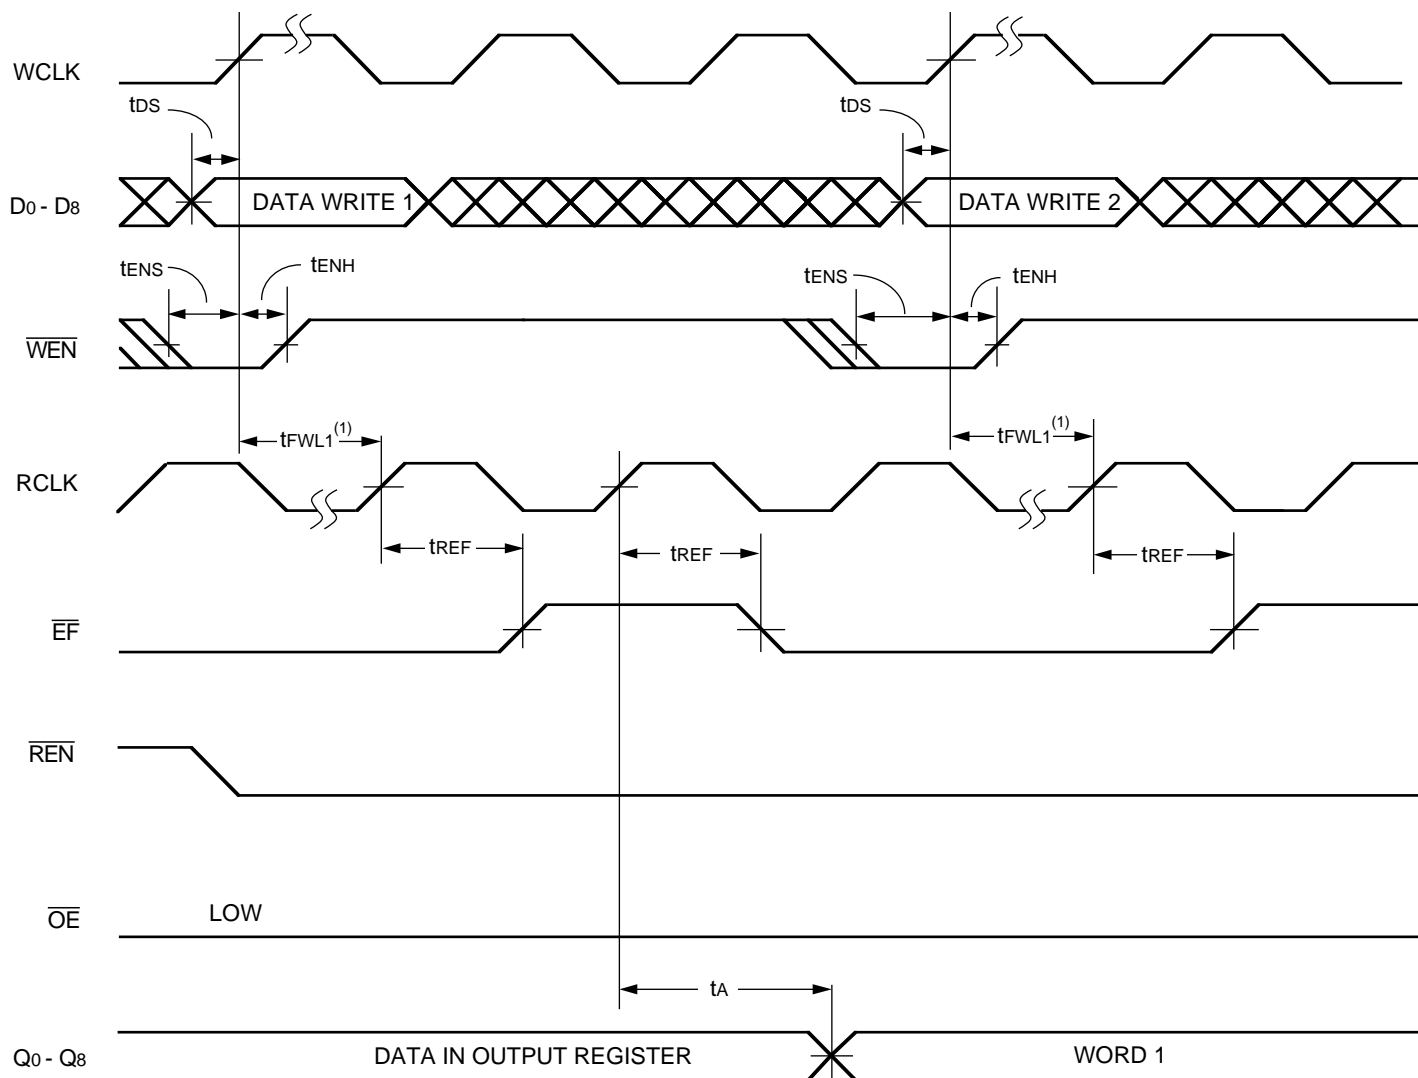 WCLK
tDS
tDS
D0 - D8
DATA WRITE 1
DATA WRITE 2
tENS
tENH
tENS
tENH
WEN
tFWL1(1)
tFWL1(1)
RCLK
tREF
tREF
tREF
EF
REN
OE
LOW
tA
Q0 - Q8
DATA IN OUTPUT REGISTER
WORD 1